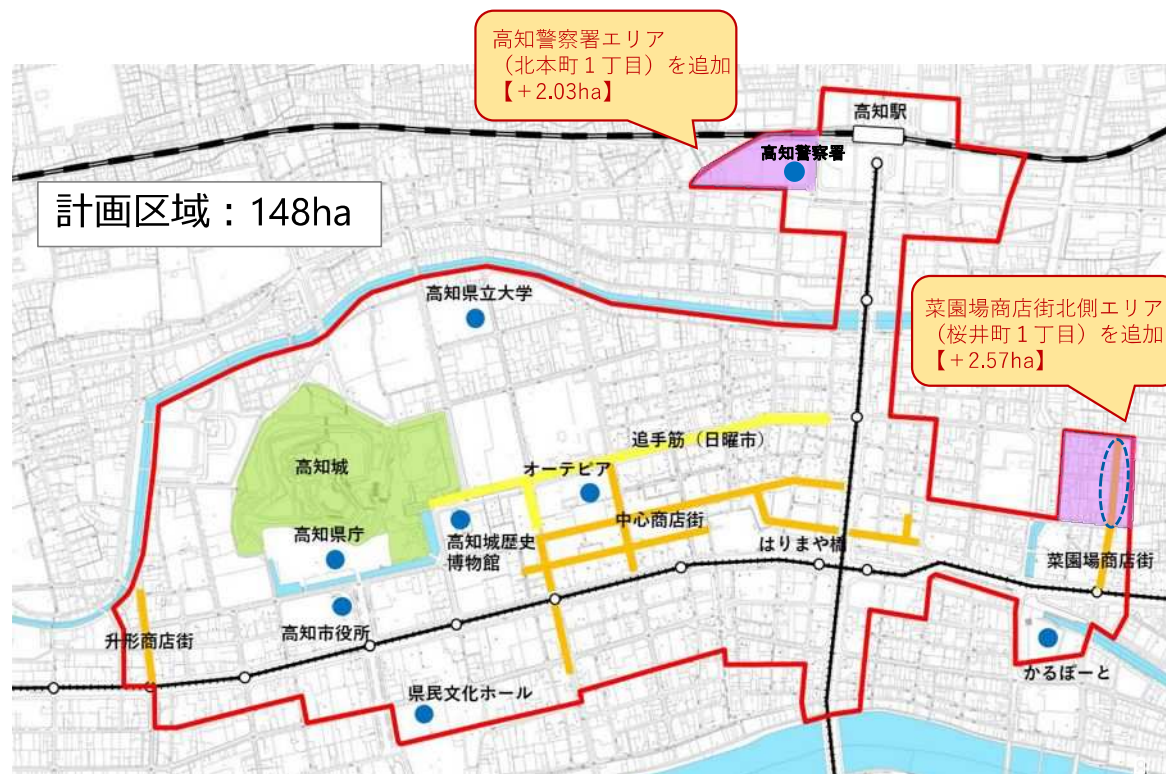 高知警察署エリア
（北本町１丁目）を追加
【＋2.03ha】
高知駅
高知警察署
計画区域：148ha
高知県立大学
菜園場商店街北側エリア
（桜井町１丁目）を追加
【＋2.57ha】
追手筋（日曜市）
オーテピア
高知城
中心商店街
高知県庁
高知城歴史
博物館
はりまや橋
菜園場商店街
高知市役所
升形商店街
かるぽーと
県民文化ホール